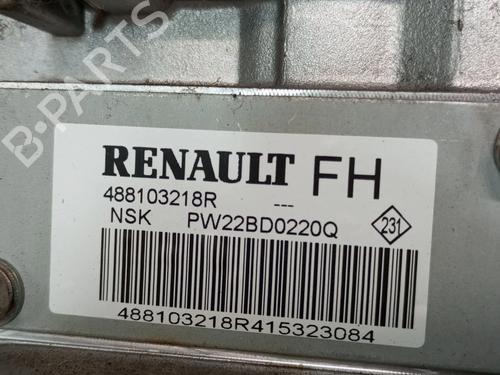 B-PARTS
RENAULT FH
488103218R ---
NSK PW22BD0220Q 231
488103218R415323084